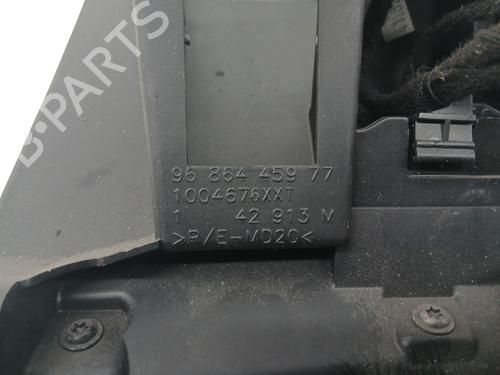 B-PARTS
96 864 459 77
1004676XXT
1 42 913 M
>P/E-MD20<